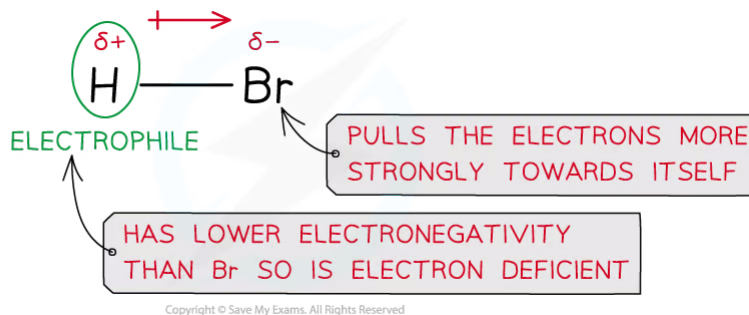 δ+ δ-
H Br
ELECTROPHILE
PULLS THE ELECTRONS MORE
STRONGLY TOWARDS ITSELF
HAS LOWER ELECTRONEGATIVITY
THAN Br SO IS ELECTRON DEFICIENT
Copyright © Save My Exams. All Rights Reserved